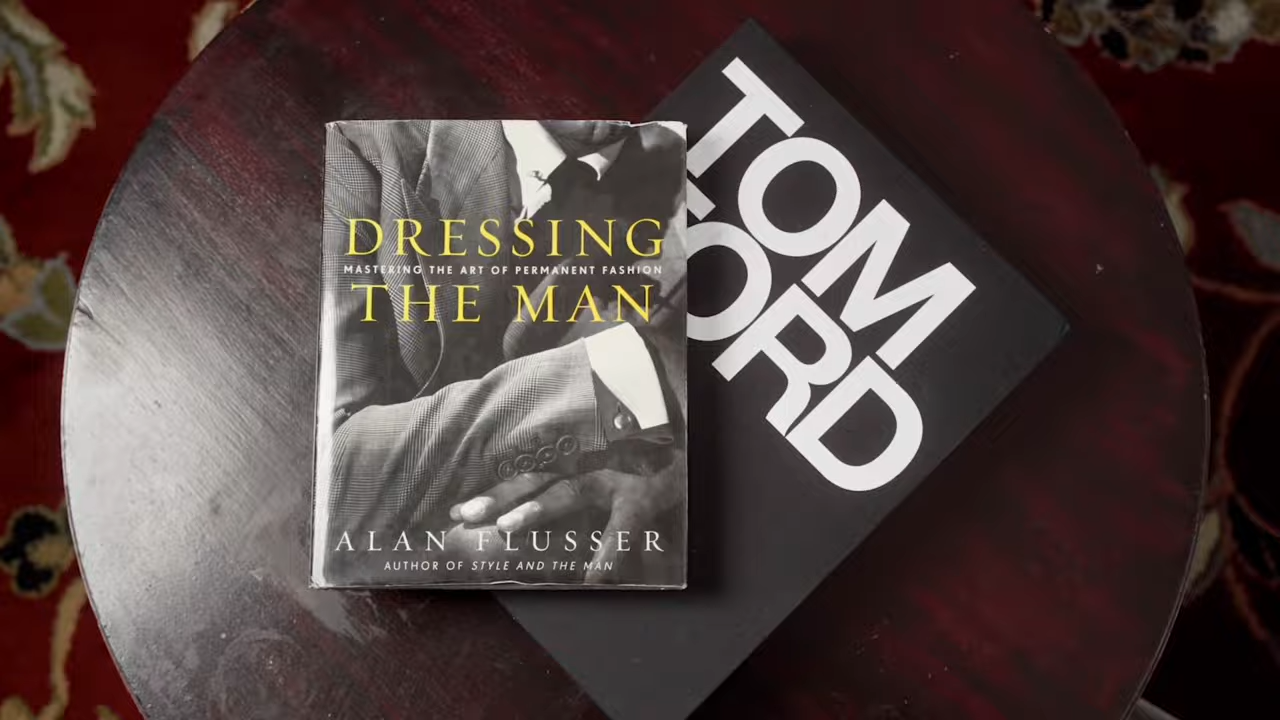 DRESSING
MASTERING THE ART OF PERMANENT FASHION
THE MAN
ALAN FLUSSER
AUTHOR OF STYLE AND THE MAN
TOM
FORD